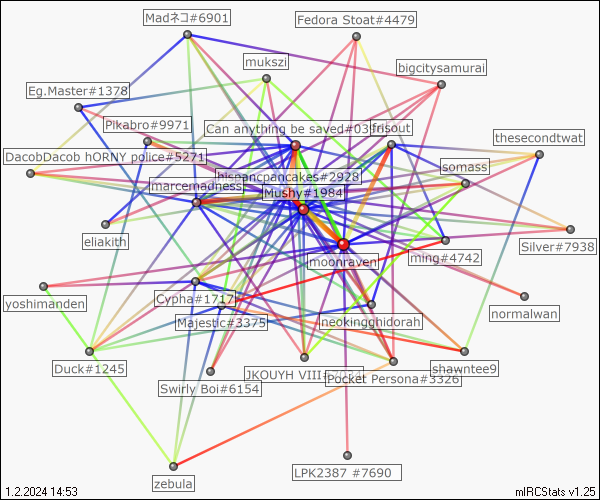 Madネコ#6901
Fedora Stoat#4479
mukszi
bigcitysamurai
Eg.Master#1378
Pikabro#9971
Can anything be saved#03
frisout
thesecondtwat
DacobDacob hORNY police#5271
somass
hispancpancakes#2928
marcemadness
Mushy#1984
eliakith
Silver#7938
moonraven
ming#4742
yoshimanden
Cypha#1717
normalwan
Majestic#3375
neokingghidorah
Duck#1245
JKOUYH VIII
shawntee9
Pocket Persona#3326
Swirly Boi#6154
LPK2387 #7690
zebula
1.2.2024 14:53
mIRCStats v1.25